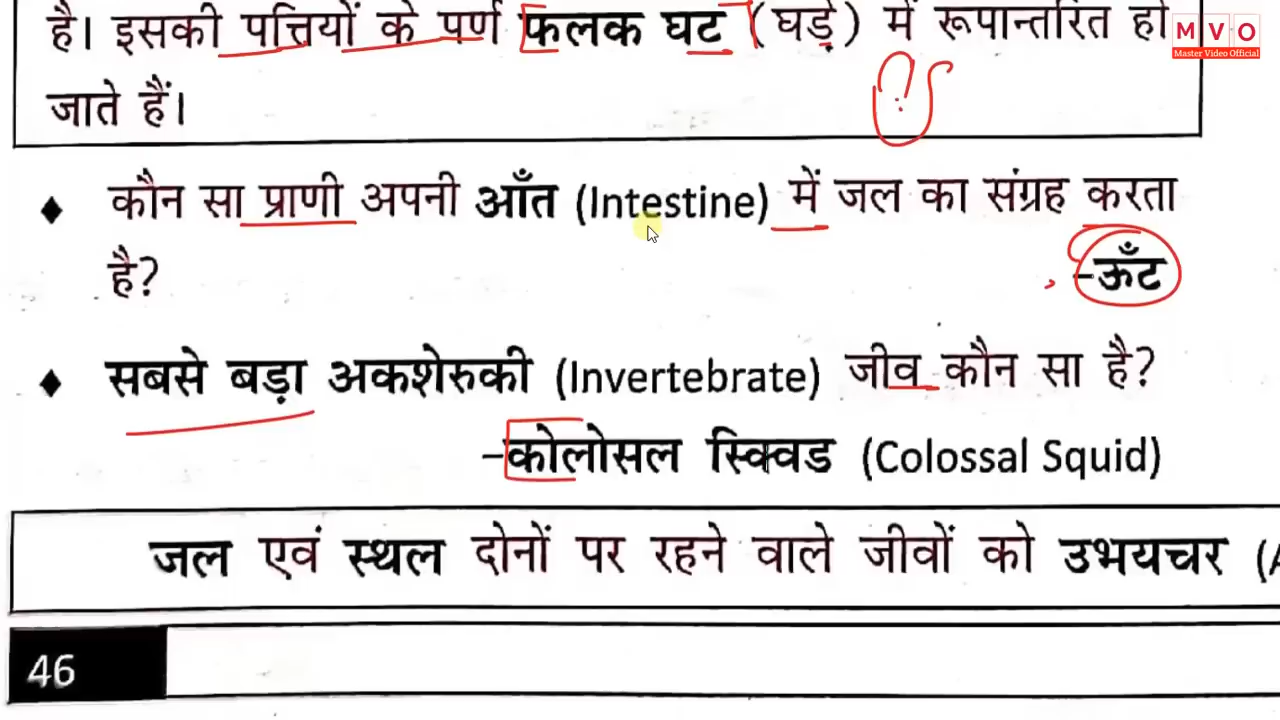 है। इसकी पत्तियों के पर्ण फलक घट (घड़े) में रूपान्तरित हो
MVO
Master Video Official
जाते हैं।
♦ कौन सा प्राणी अपनी आँत (Intestine) में जल का संग्रह करता
है? -ऊँट
♦ सबसे बड़ा अकशेरुकी (Invertebrate) जीव कौन सा है?
-कोलोसल स्क्विड (Colossal Squid)
जल एवं स्थल दोनों पर रहने वाले जीवों को उभयचर (
46